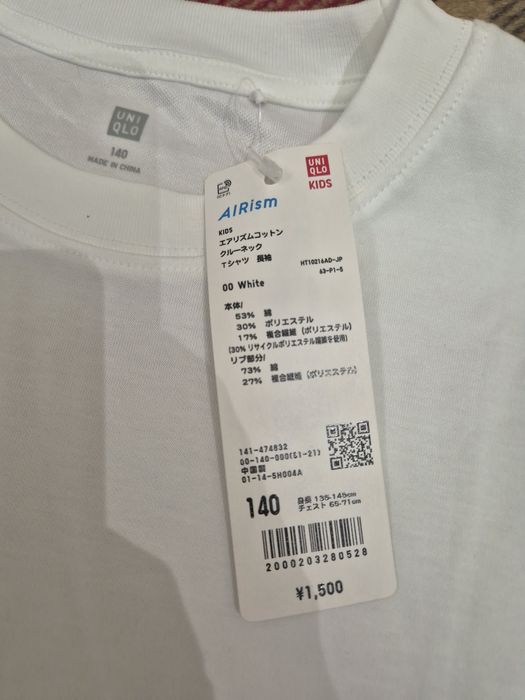 UNI
QLO
140
MADE IN CHINA
UNI
QLO
KIDS
AIRism
KIDS
エアリズムコットン
クルーネック
Tシャツ 長袖
HT10216AD-JP
63-P1-5
00 White
本体/
53% 綿
30% ポリエステル
17% 複合繊維 (ポリエステル)
(30% リサイクルポリエステル繊維を使用)
リブ部分/
73% 綿
27% 複合繊維 (ポリエステル)
141-474832
00-140-000(51-21)
中国製
01-14-5H004A
140
身長 135-145cm
チェスト 65-71cm
2000203280528
¥1,500